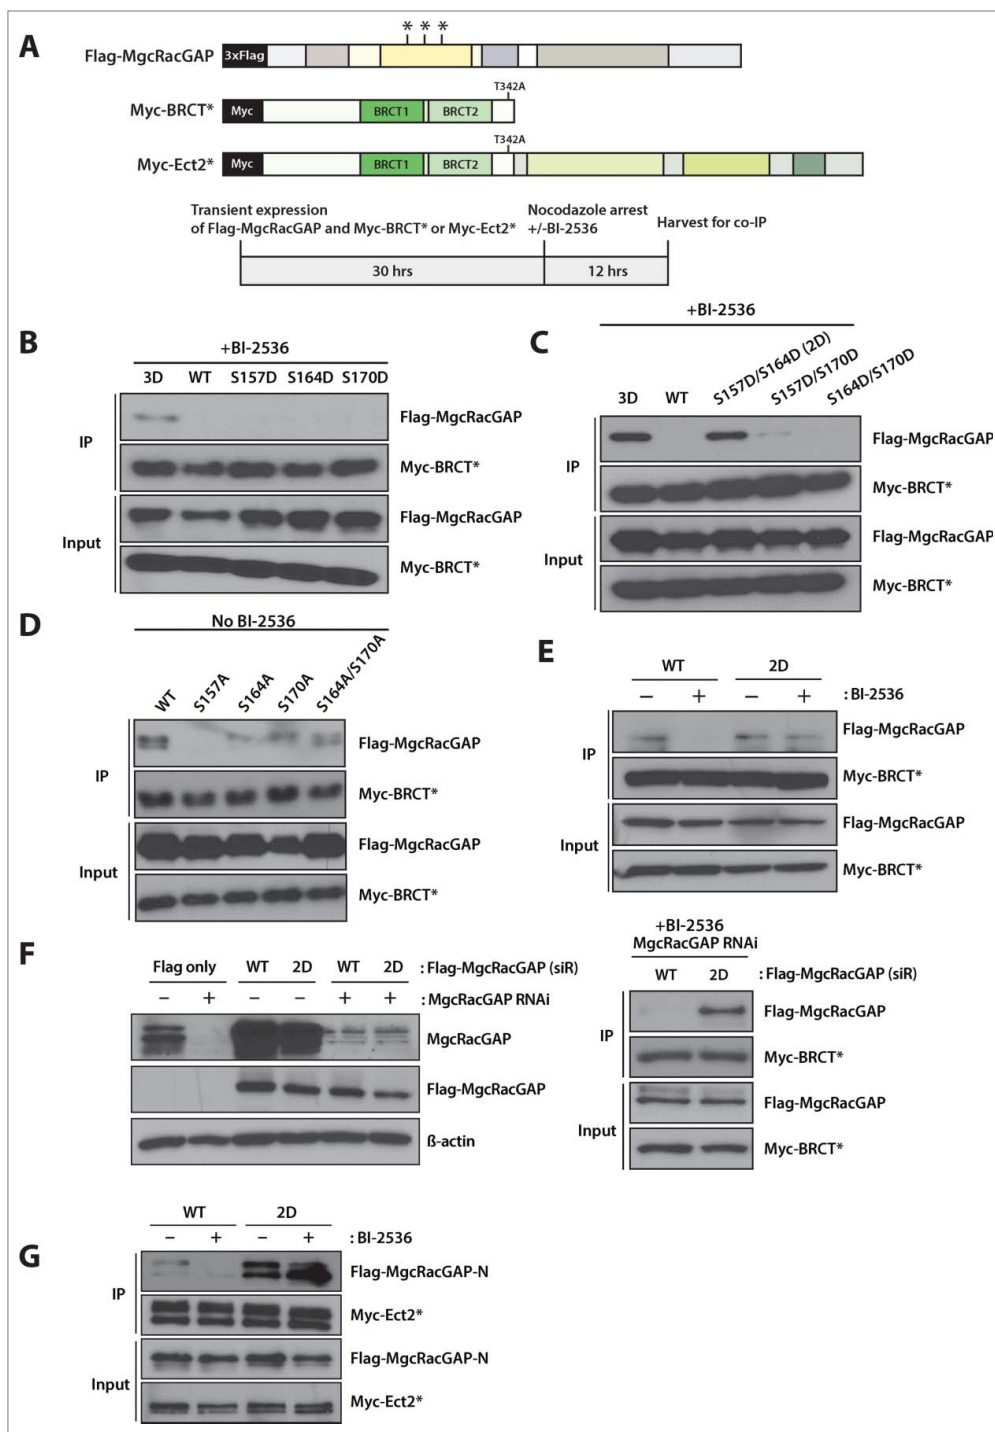 A
* * *
Flag-MgcRacGAP
3xFlag
T342A
Myc-BRCT*
Myc
BRCT1
BRCT2
T342A
Myc-Ect2*
Myc
BRCT1
BRCT2
Transient expression
of Flag-MgcRacGAP and Myc-BRCT* or Myc-Ect2*
Nocodazole arrest
+/-BI-2536
Harvest for co-IP
30 hrs
12 hrs
B
+BI-2536
3D WT S157D S164D S170D
IP
Flag-MgcRacGAP
Myc-BRCT*
Input
Flag-MgcRacGAP
Myc-BRCT*
C
+BI-2536
3D WT S157D/S164D (2D) S157D/S170D S164D/S170D
IP
Flag-MgcRacGAP
Myc-BRCT*
Input
Flag-MgcRacGAP
Myc-BRCT*
D
No BI-2536
WT S157A S164A S170A S164A/S170A
IP
Flag-MgcRacGAP
Myc-BRCT*
Input
Flag-MgcRacGAP
Myc-BRCT*
E
WT 2D
– + – + : BI-2536
IP
Flag-MgcRacGAP
Myc-BRCT*
Input
Flag-MgcRacGAP
Myc-BRCT*
F
Flag only WT 2D WT 2D : Flag-MgcRacGAP (siR)
– + – – + + : MgcRacGAP RNAi
MgcRacGAP
Flag-MgcRacGAP
ß-actin
+BI-2536
MgcRacGAP RNAi
WT 2D : Flag-MgcRacGAP (siR)
IP
Flag-MgcRacGAP
Myc-BRCT*
Input
Flag-MgcRacGAP
Myc-BRCT*
G
WT 2D
– + – + : BI-2536
IP
Flag-MgcRacGAP-N
Myc-Ect2*
Input
Flag-MgcRacGAP-N
Myc-Ect2*